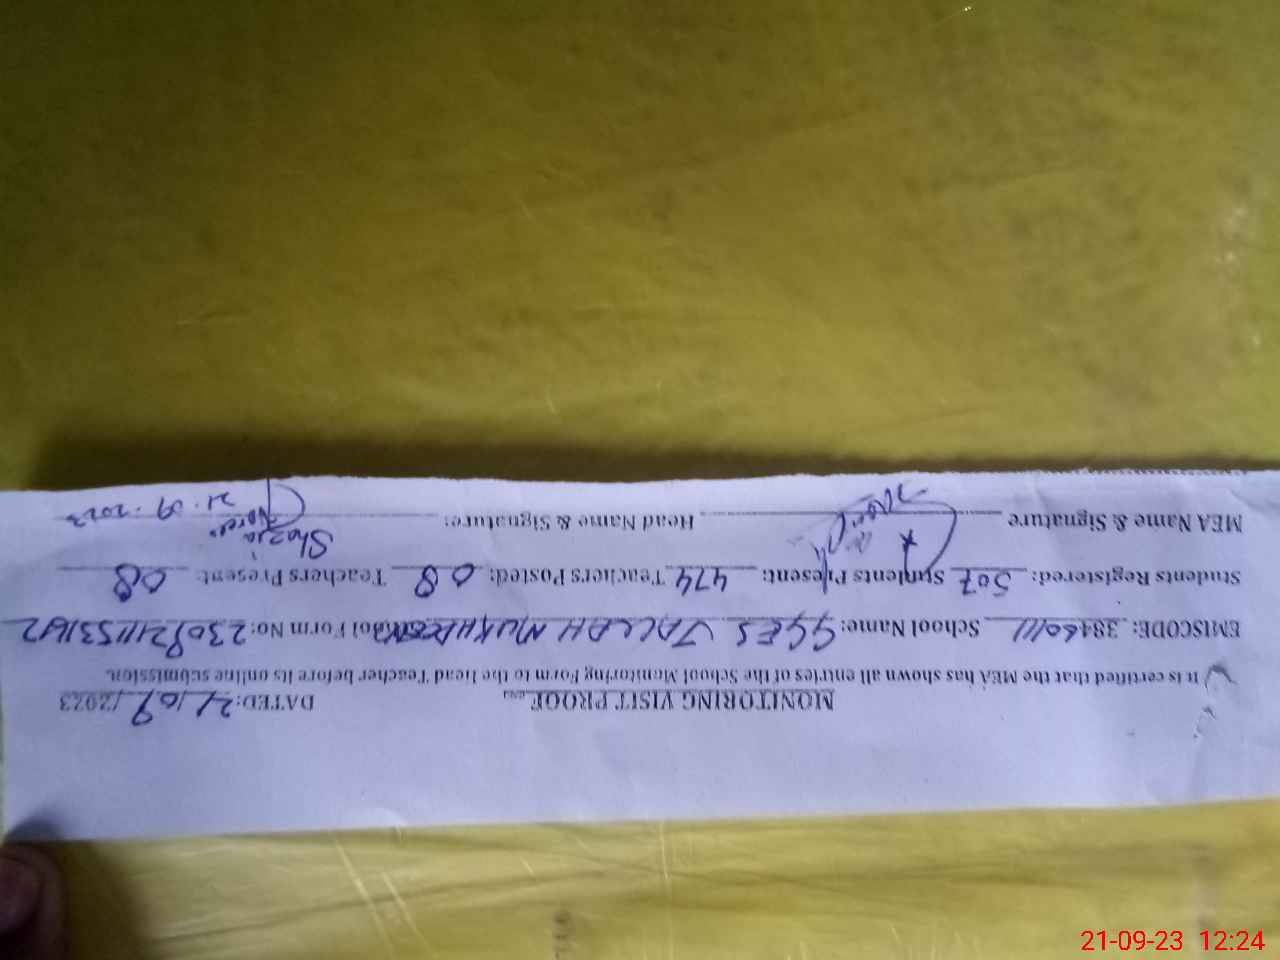 MONITORING VISIT PROOF DATED: 21/09/2023
It is certified that the MEA has shown all entries of the School Monitoring Form to the Head Teacher before its online submission.
EMISCODE: 38460111 School Name: GGES JALLAH School Form No:
Students Registered: 507 Students Present: 474 Teachers Posted: 08 Teachers Present: 08
MEA Name & Signature Head Name & Signature: Shazia
21.09.2023
21-09-23 12:24